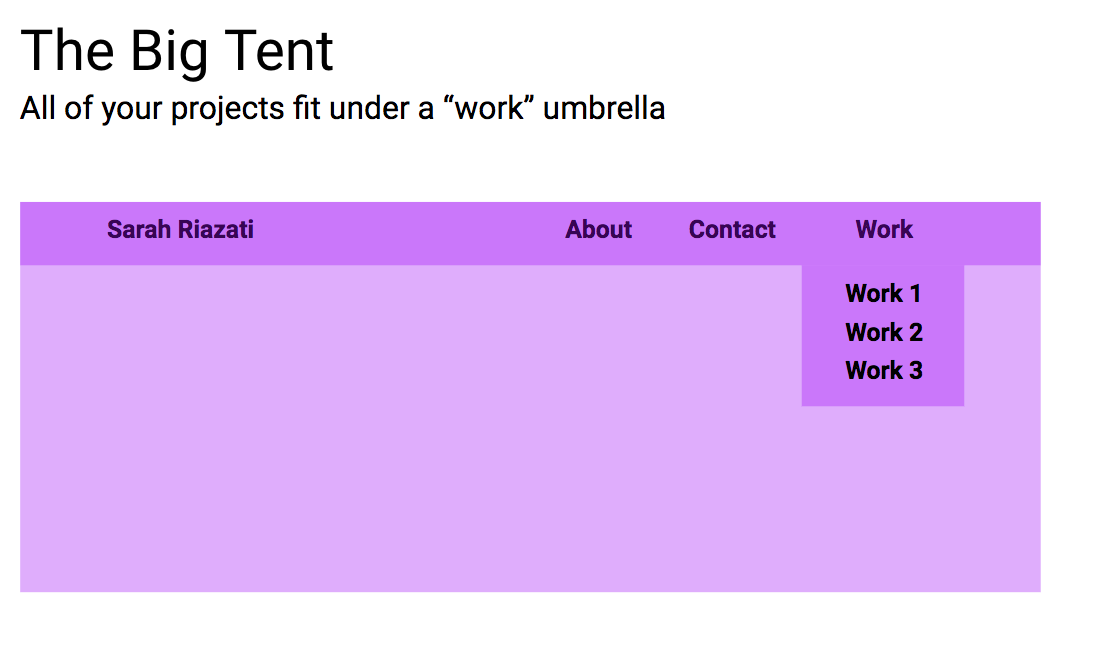 The Big Tent
All of your projects fit under a “work” umbrella
Sarah Riazati About Contact Work
Work 1
Work 2
Work 3